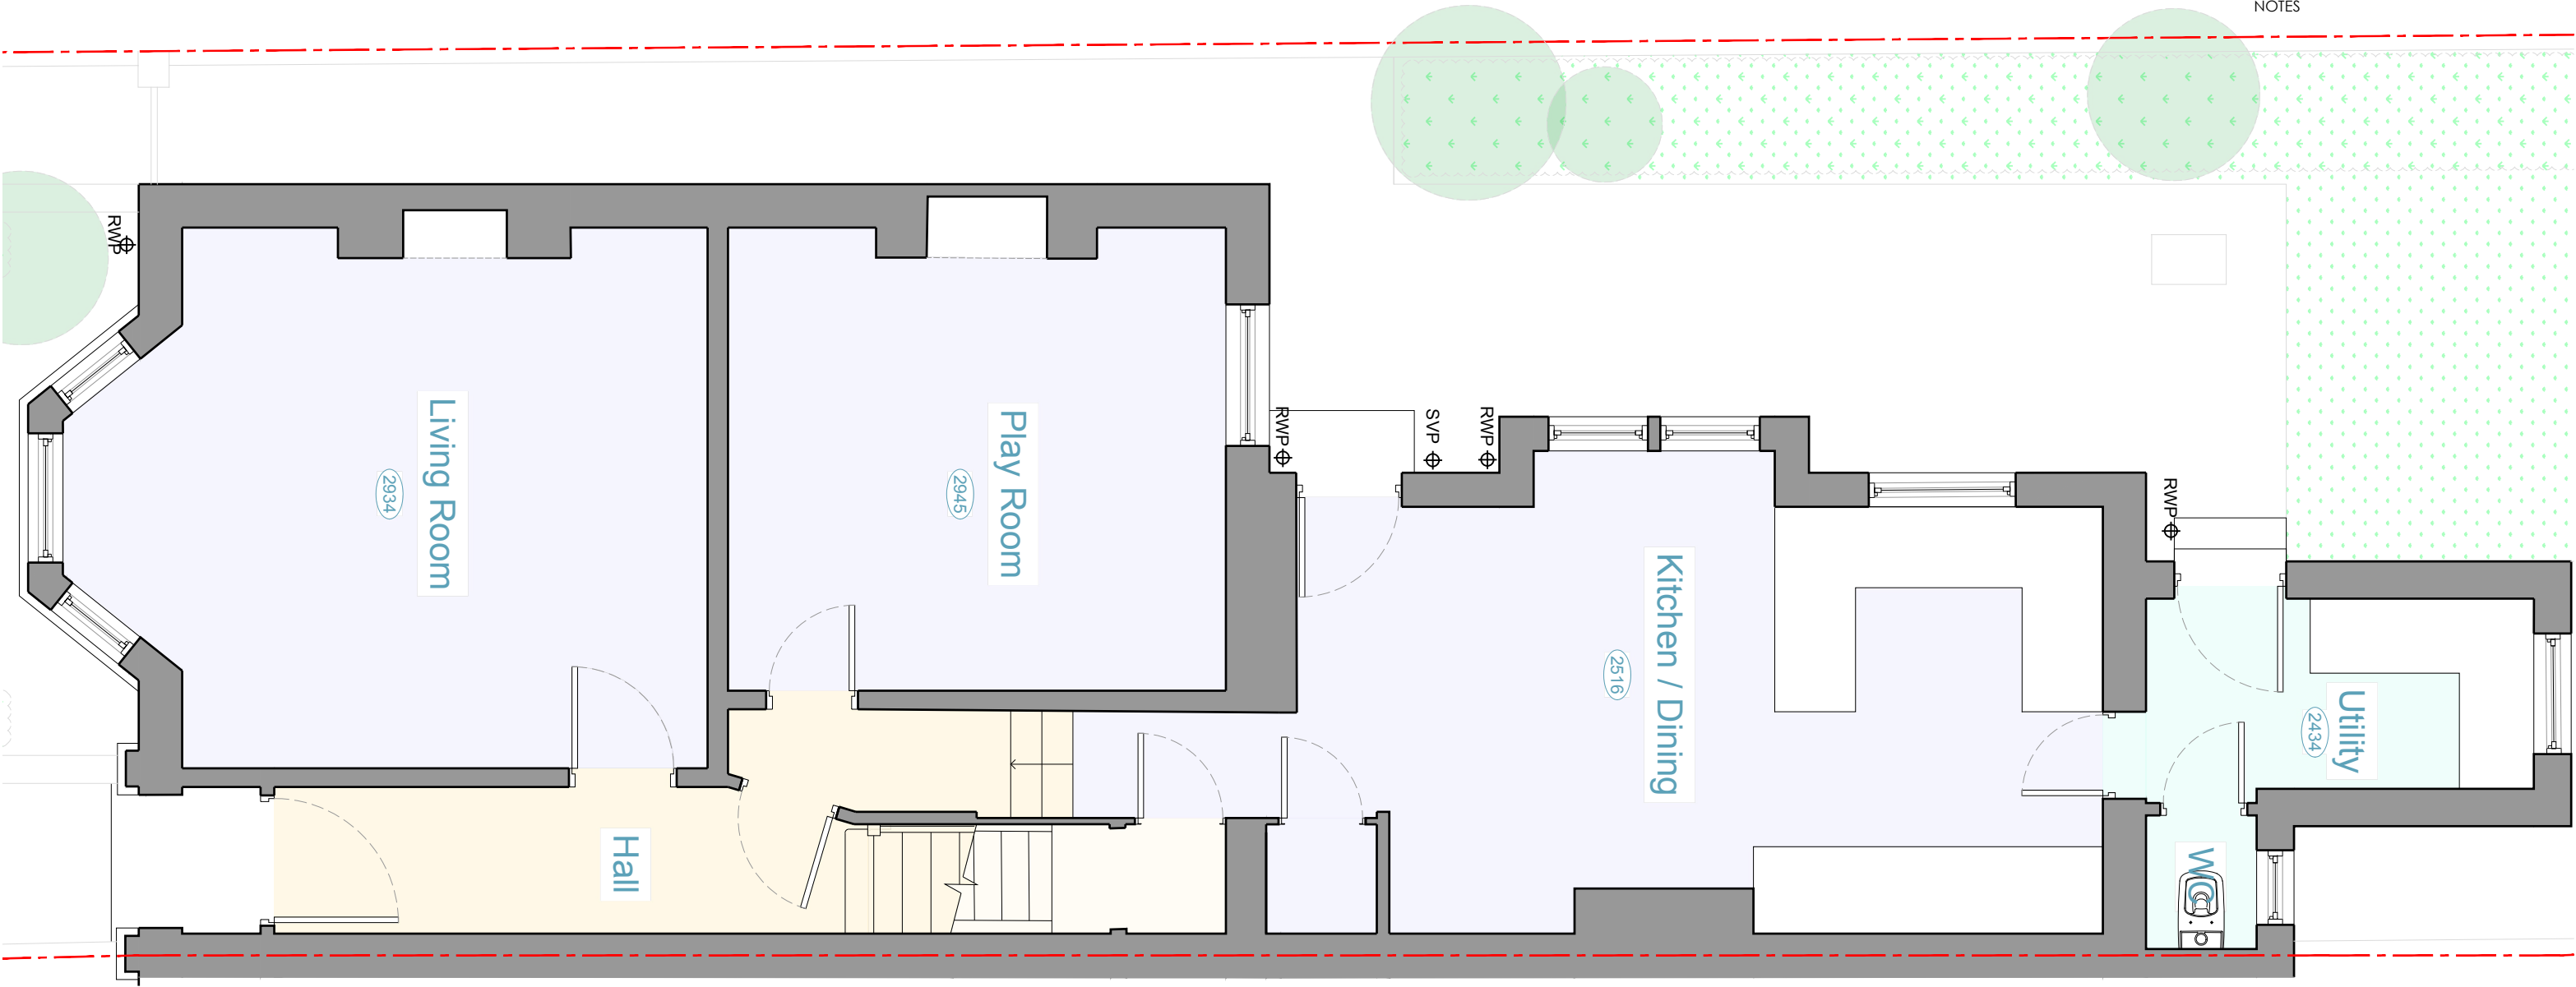 NOTES
RWP
Living Room
2934
Play Room
2945
RWP
SVP
RWP
Kitchen / Dining
2516
RWP
Utility
2434
Hall
WC